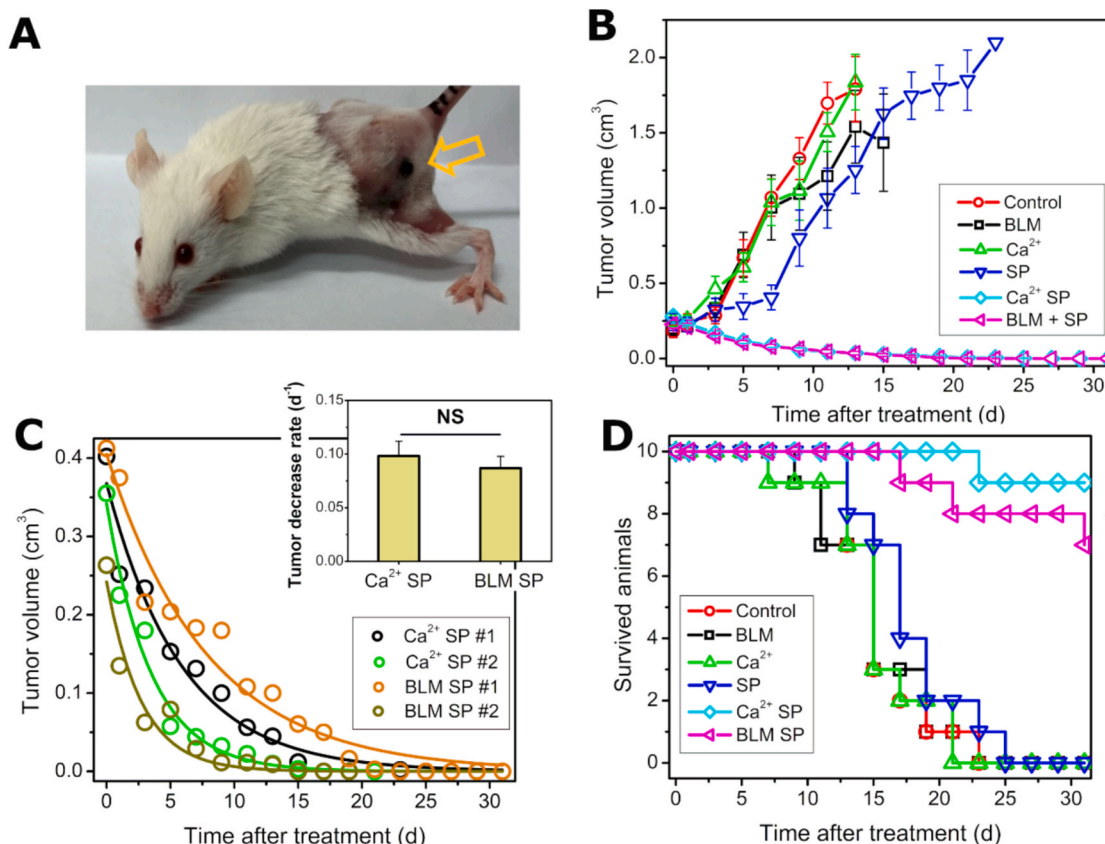 A
B
Tumor volume (cm³)
2.0
1.5
1.0
0.5
0.0
Control
BLM
Ca²⁺
SP
Ca²⁺ SP
BLM + SP
0 5 10 15 20 25 30
Time after treatment (d)
C
Tumor volume (cm³)
0.4
0.3
0.2
0.1
0.0
Tumor decrease rate (d⁻¹)
0.15
0.10
0.05
0.00
NS
Ca²⁺ SP BLM SP
Ca²⁺ SP #1
Ca²⁺ SP #2
BLM SP #1
BLM SP #2
0 5 10 15 20 25 30
Time after treatment (d)
D
Survived animals
10
8
6
4
2
0
Control
BLM
Ca²⁺
SP
Ca²⁺ SP
BLM SP
0 5 10 15 20 25 30
Time after treatment (d)